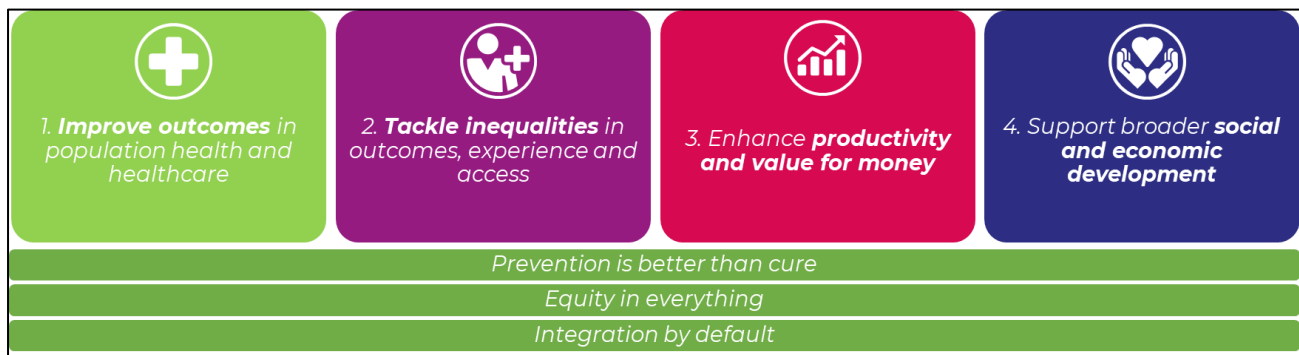 1. Improve outcomes in
population health and
healthcare
2. Tackle inequalities in
outcomes, experience and
access
3. Enhance productivity
and value for money
4. Support broader social
and economic
development
Prevention is better than cure
Equity in everything
Integration by default